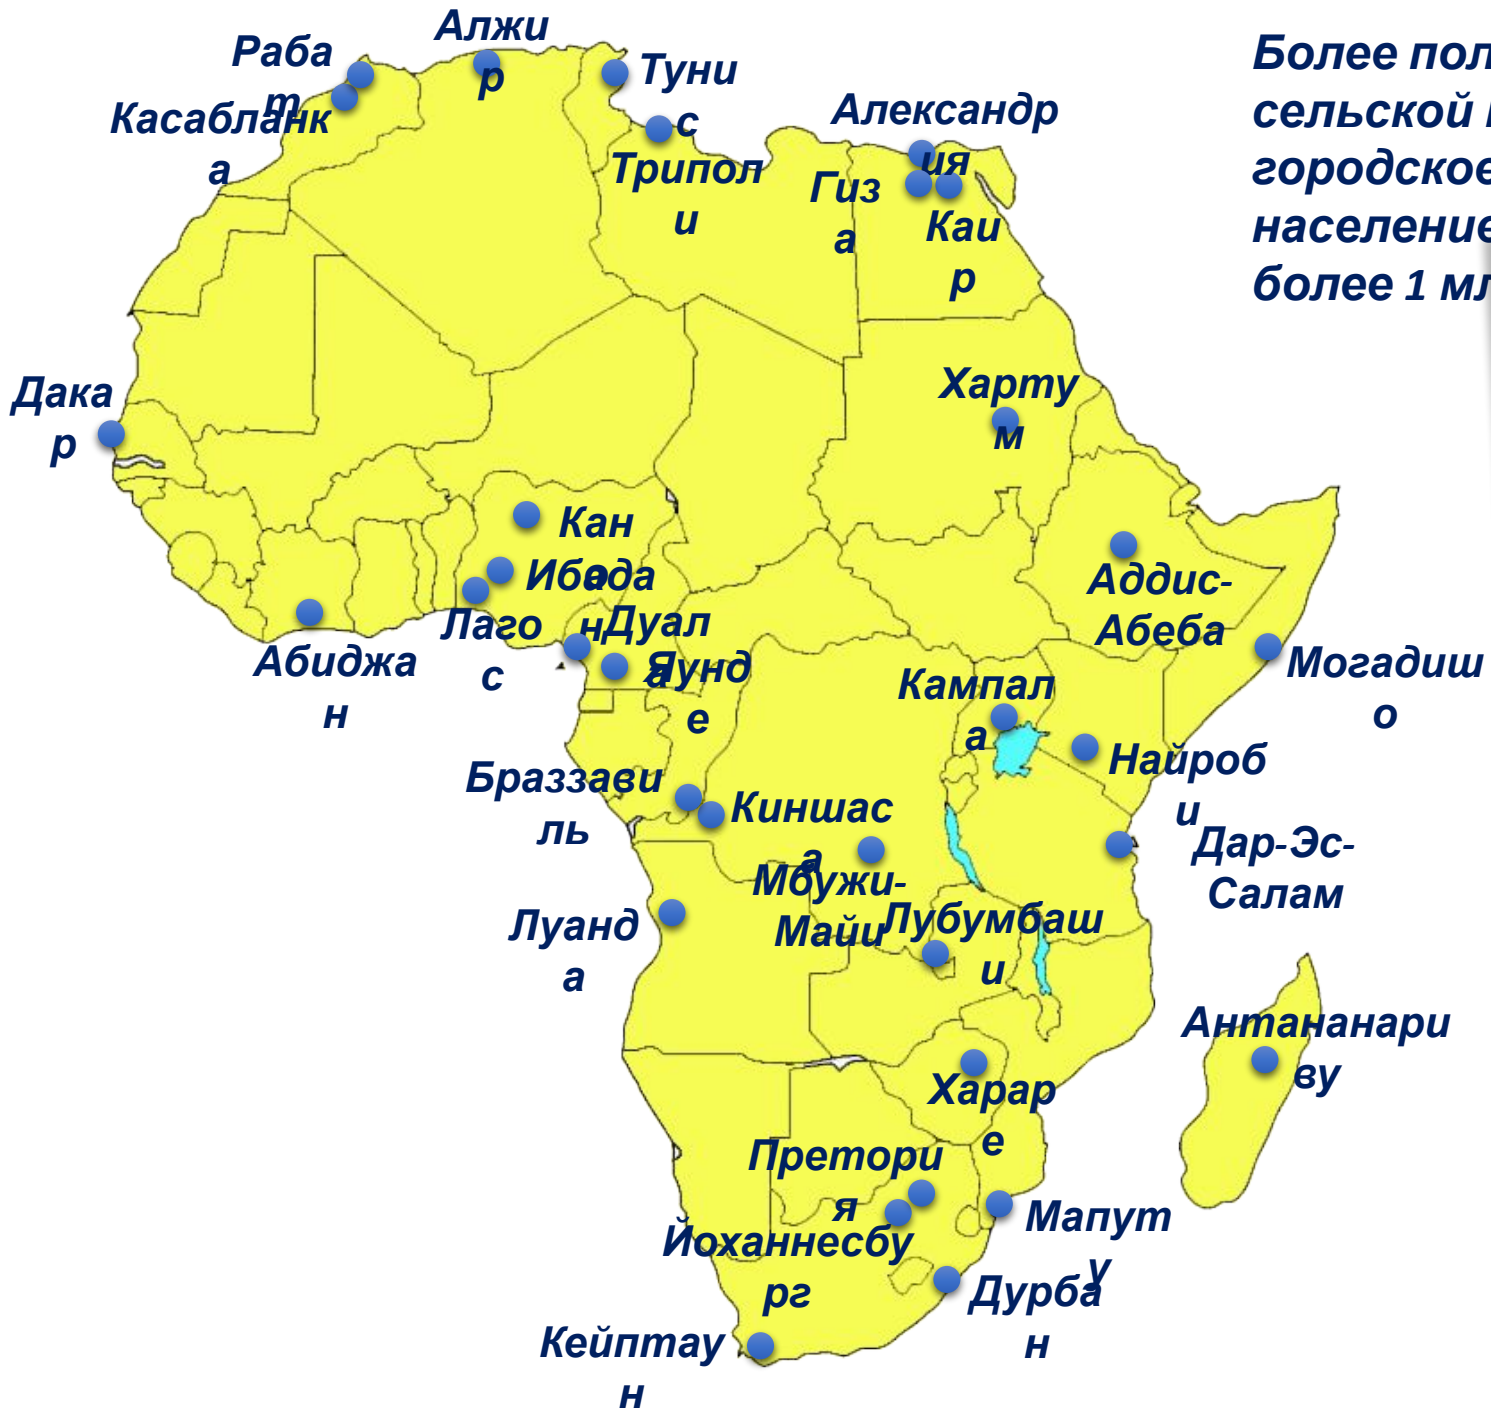 Алжи
р
Раба
т
Касабланк
а
Туни
с
Трипол
и
Александр
ия
Гиз
а
Каи
р
Более пол
сельской
городское
население
более 1 мл
Дака
р
Харту
м
Кан
о
Ибада
н
Лаго
с
Абиджа
н
Дуал
а
Яунд
е
Аддис-
Абеба
Могадиш
о
Кампал
а
Найроб
и
Браззави
ль
Киншас
а
Мбужи-
Майи
Дар-Эс-
Салам
Луанд
а
Лубумбаш
и
Антананари
ву
Харар
е
Претори
я
Йоханнесбу
рг
Мапут
у
Дурба
н
Кейптау
н